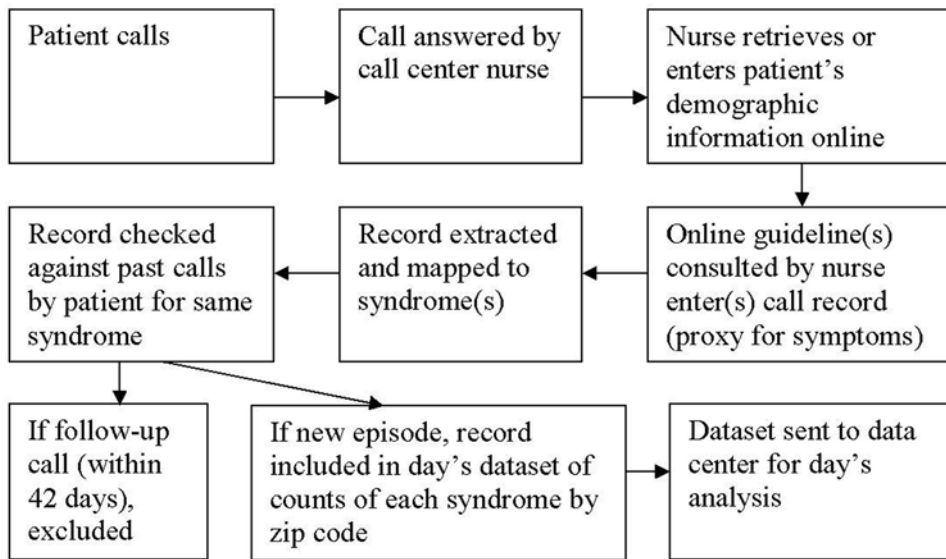 Patient calls
Call answered by
call center nurse
Nurse retrieves or
enters patient's
demographic
information online
Online guideline(s)
consulted by nurse
enter(s) call record
(proxy for symptoms)
Record extracted
and mapped to
syndrome(s)
Record checked
against past calls
by patient for same
syndrome
If follow-up
call (within
42 days),
excluded
If new episode, record
included in day's dataset of
counts of each syndrome by
zip code
Dataset sent to data
center for day's
analysis